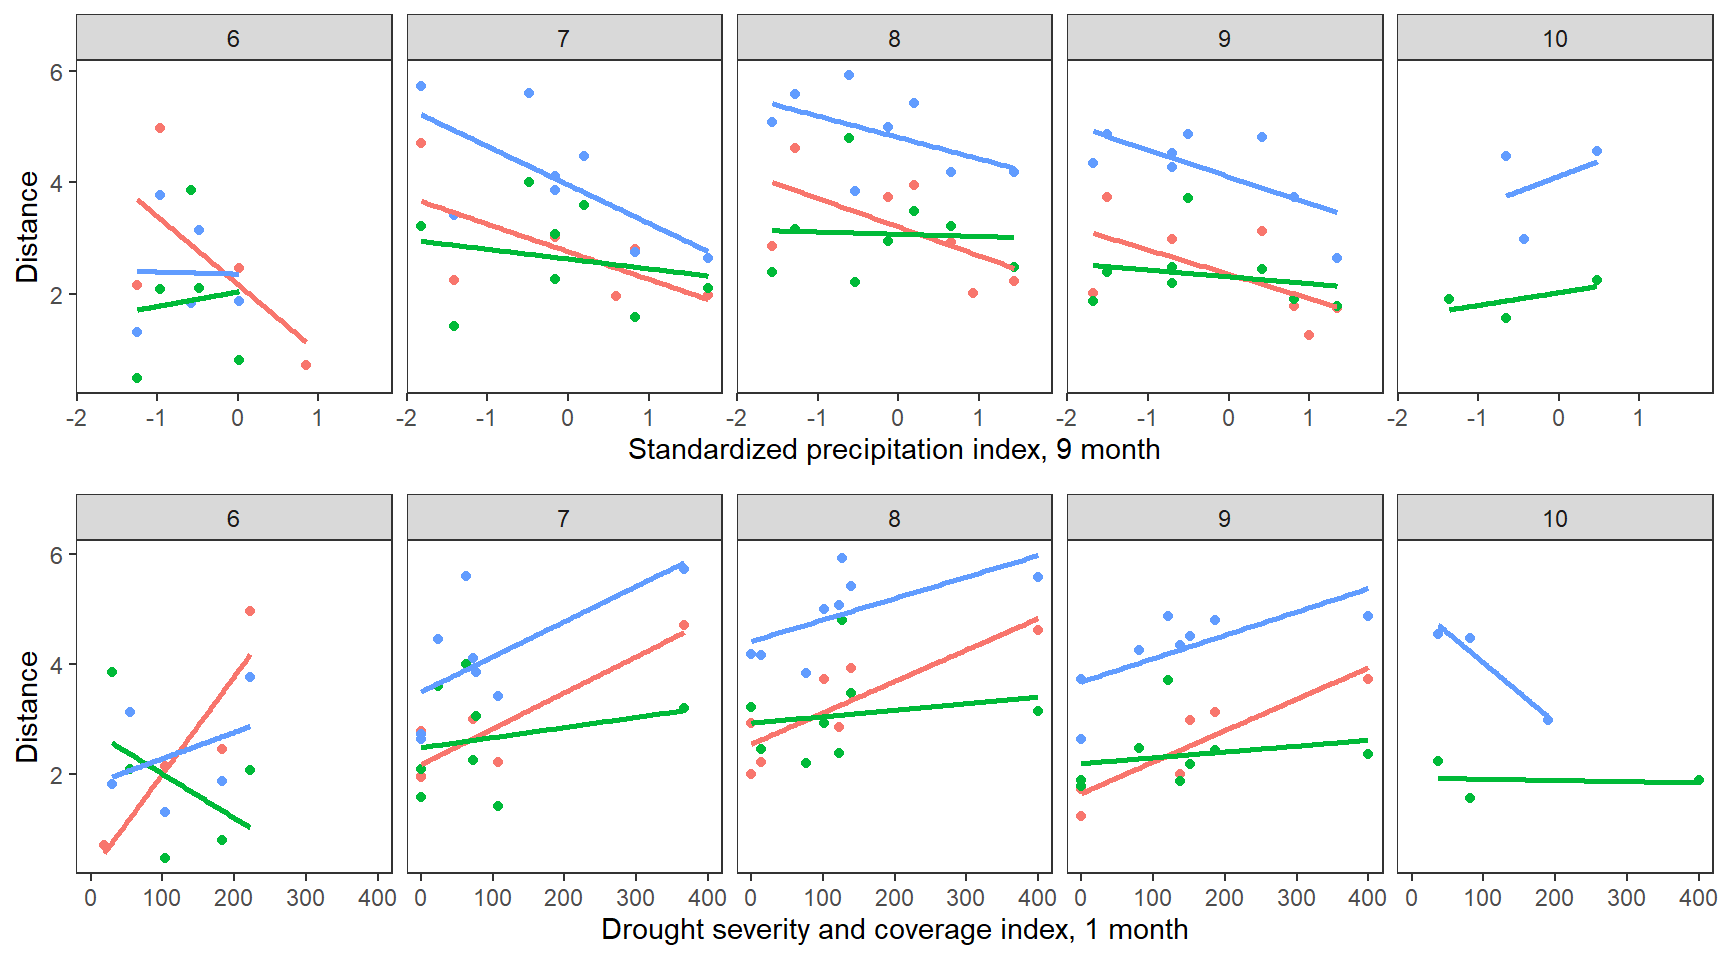 6 7 8 9 10
6
4
2
Distance
-2 -1 0 1 -2 -1 0 1 -2 -1 0 1 -2 -1 0 1 -2 -1 0 1
Standardized precipitation index, 9 month
6 7 8 9 10
6
4
2
Distance
0 100 200 300 400 0 100 200 300 400 0 100 200 300 400 0 100 200 300 400 0 100 200 300 400
Drought severity and coverage index, 1 month